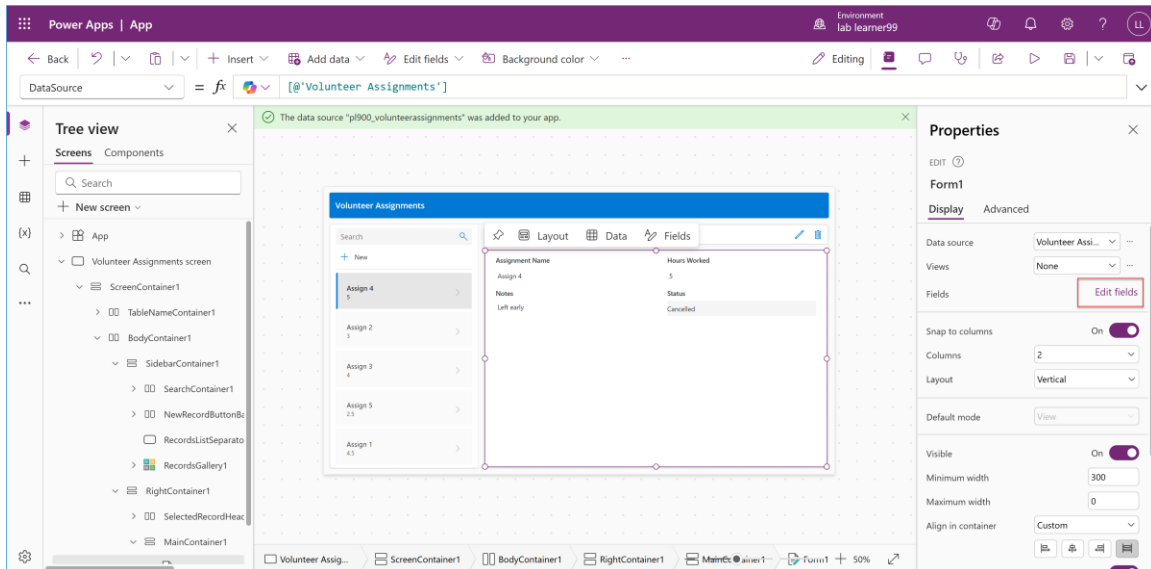 Power Apps | App
Environment
lab learner99
LL
Back
Insert
Add data
Edit fields
Background color
Editing
DataSource
= fx
[@'Volunteer Assignments']
Tree view
Screens Components
Search
New screen
App
Volunteer Assignments screen
ScreenContainer1
TableNameContainer1
BodyContainer1
SidebarContainer1
SearchContainer1
NewRecordButtonBa
RecordsListSeparato
RecordsGallery1
RightContainer1
SelectedRecordHeac
MainContainer1
The data source "pl900_volunteerassignments" was added to your app.
Volunteer Assignments
Search
New
Assign 4
5
Assign 2
3
Assign 3
4
Assign 5
2.5
Assign 1
4.5
Layout Data Fields
Assignment Name Hours Worked
Assign 4 5
Notes Status
Left early Cancelled
Volunteer Assig... ScreenContainer1 BodyContainer1 RightContainer1 Form1 50%
Properties
EDIT
Form1
Display Advanced
Data source Volunteer Assi...
Views None
Fields Edit fields
Snap to columns On
Columns 2
Layout Vertical
Default mode View
Visible On
Minimum width 300
Maximum width 0
Align in container Custom